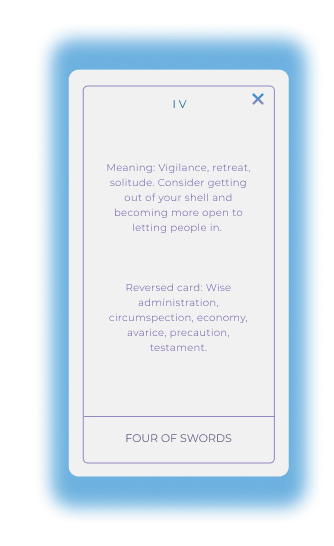 IV
Meaning: Vigilance, retreat,
solitude. Consider getting
out of your shell and
becoming more open to
letting people in.
Reversed card: Wise
administration,
circumspection, economy,
avarice, precaution,
testament.
FOUR OF SWORDS